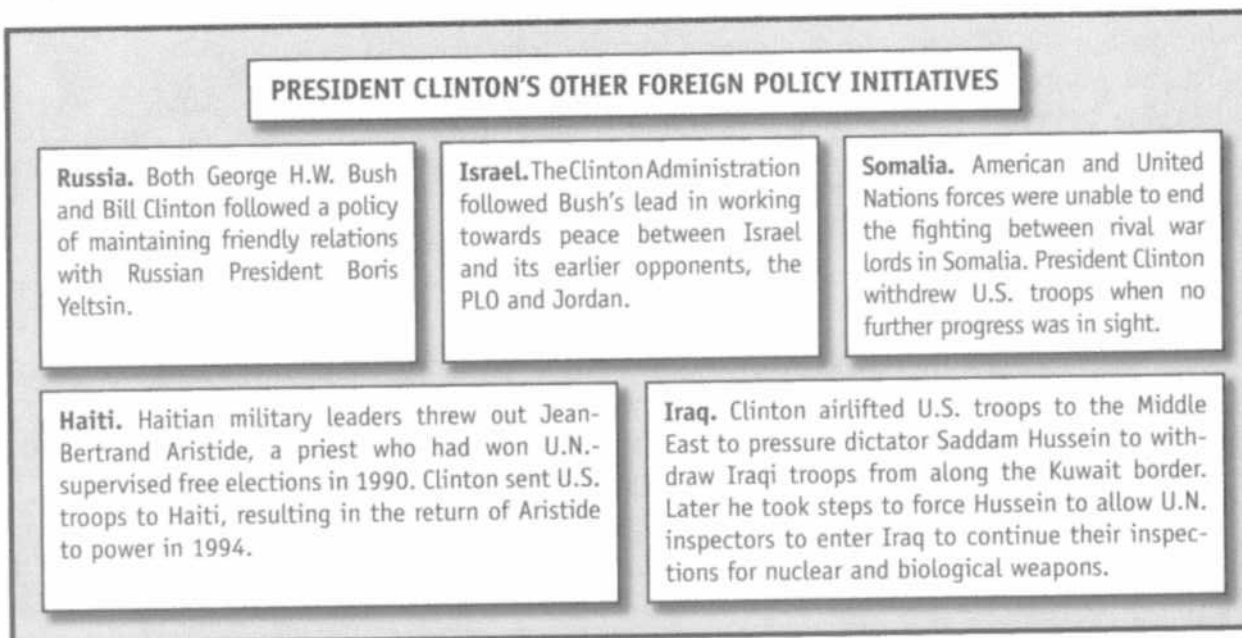 PRESIDENT CLINTON'S OTHER FOREIGN POLICY INITIATIVES
Russia. Both George H.W. Bush
and Bill Clinton followed a policy
of maintaining friendly relations
with Russian President Boris
Yeltsin.
Israel. The Clinton Administration
followed Bush's lead in working
towards peace between Israel
and its earlier opponents, the
PLO and Jordan.
Somalia. American and United
Nations forces were unable to end
the fighting between rival war
lords in Somalia. President Clinton
withdrew U.S. troops when no
further progress was in sight.
Haiti. Haitian military leaders threw out Jean-
Bertrand Aristide, a priest who had won U.N.-
supervised free elections in 1990. Clinton sent U.S.
troops to Haiti, resulting in the return of Aristide
to power in 1994.
Iraq. Clinton airlifted U.S. troops to the Middle
East to pressure dictator Saddam Hussein to with-
draw Iraqi troops from along the Kuwait border.
Later he took steps to force Hussein to allow U.N.
inspectors to enter Iraq to continue their inspec-
tions for nuclear and biological weapons.